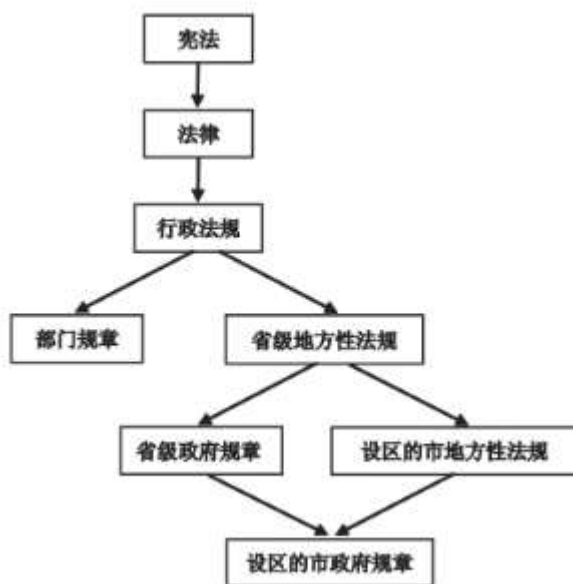 宪法
法律
行政法规
部门规章
省级地方性法规
省级政府规章
设区的市地方性法规
设区的市政府规章